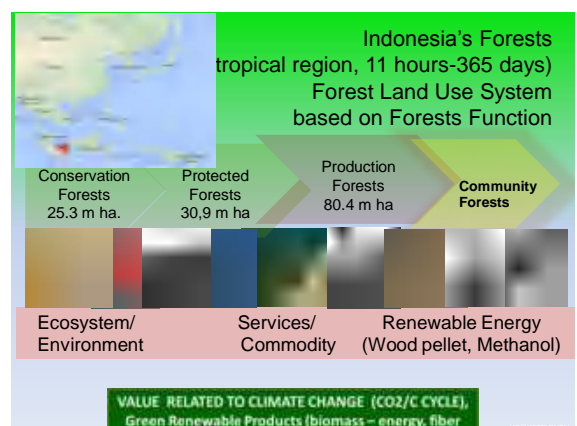 Indonesia's Forests
tropical region, 11 hours-365 days)
Forest Land Use System
based on Forests Function
Conservation
Forests
25.3 m ha.
Protected
Forests
30,9 m ha
Production
Forests
80.4 m ha
Community
Forests
Ecosystem/
Environment
Services/
Commodity
Renewable Energy
(Wood pellet, Methanol)
VALUE RELATED TO CLIMATE CHANGE (CO2/C CYCLE),
Green Renewable Products (biomass – energy, fiber